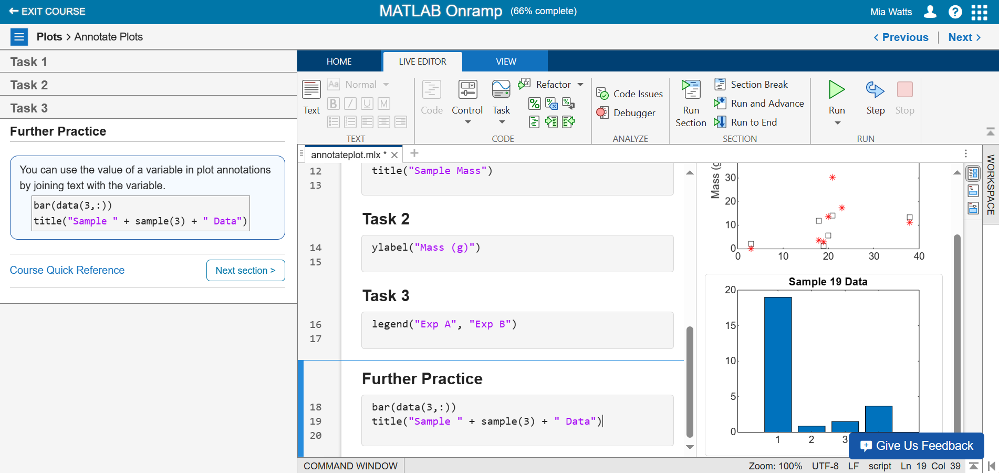 EXIT COURSE
MATLAB Onramp (66% complete)
Mia Watts
Plots > Annotate Plots
< Previous
Next >
Task 1
Task 2
Task 3
Further Practice
You can use the value of a variable in plot annotations
by joining text with the variable.
bar(data(3,:))
title("Sample " + sample(3) + " Data")
Course Quick Reference
Next section >
HOME
LIVE EDITOR
VIEW
Text
Aa Normal
B I U M
TEXT
Code
Control
Task
Refactor
CODE
Code Issues
Debugger
ANALYZE
Run
Section
Section Break
Run and Advance
Run to End
SECTION
Run
Step
Stop
RUN
annotateplot.mlx *
12 title("Sample Mass")
13
Task 2
14 ylabel("Mass (g)")
15
Task 3
16 legend("Exp A", "Exp B")
17
Further Practice
18 bar(data(3,:))
19 title("Sample " + sample(3) + " Data")
20
Mass (g
30
20
10
0
0 10 20 30 40
Sample 19 Data
20
15
10
5
0
1 2 3
WORKSPACE
Give Us Feedback
COMMAND WINDOW
Zoom: 100% UTF-8 LF script Ln 19 Col 39